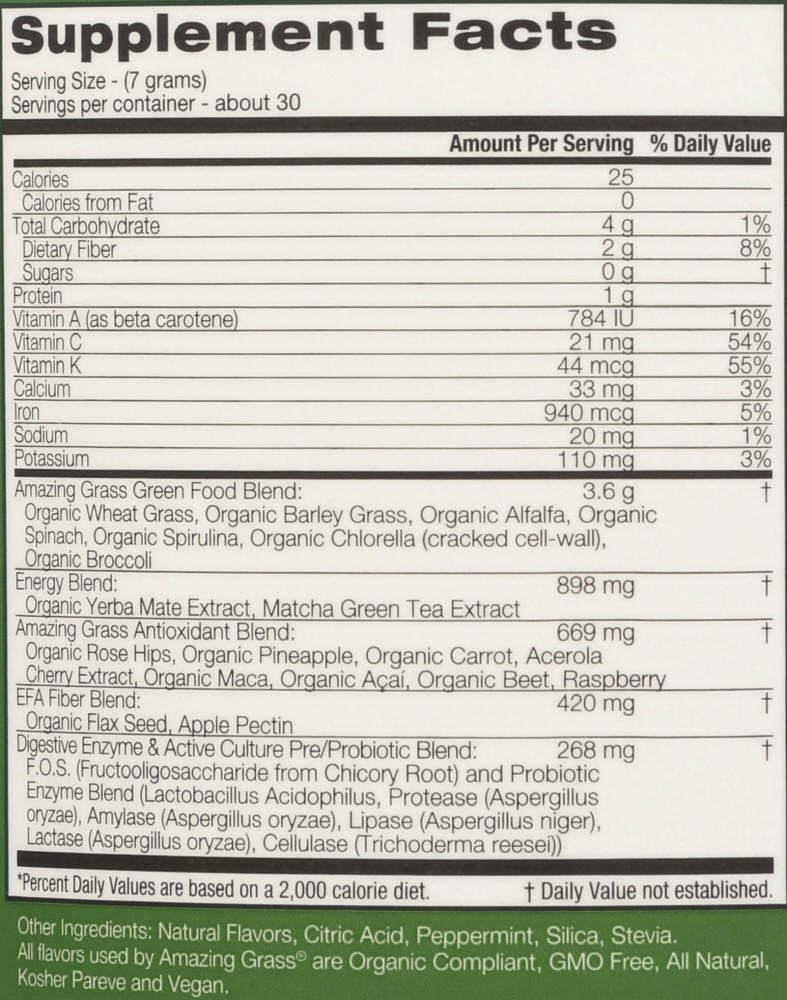 Supplement Facts
Serving Size - (7 grams)
Servings per container - about 30
Amount Per Serving % Daily Value
Calories 25
Calories from Fat 0
Total Carbohydrate 4 g 1%
Dietary Fiber 2 g 8%
Sugars 0 g †
Protein 1 g
Vitamin A (as beta carotene) 784 IU 16%
Vitamin C 21 mg 54%
Vitamin K 44 mcg 55%
Calcium 33 mg 3%
Iron 940 mcg 5%
Sodium 20 mg 1%
Potassium 110 mg 3%
Amazing Grass Green Food Blend: 3.6 g †
Organic Wheat Grass, Organic Barley Grass, Organic Alfalfa, Organic
Spinach, Organic Spirulina, Organic Chlorella (cracked cell-wall),
Organic Broccoli
Energy Blend: 898 mg †
Organic Yerba Mate Extract, Matcha Green Tea Extract
Amazing Grass Antioxidant Blend: 669 mg †
Organic Rose Hips, Organic Pineapple, Organic Carrot, Acerola
Cherry Extract, Organic Maca, Organic Açaí, Organic Beet, Raspberry
EFA Fiber Blend: 420 mg †
Organic Flax Seed, Apple Pectin
Digestive Enzyme & Active Culture Pre/Probiotic Blend: 268 mg †
F.O.S. (Fructooligosaccharide from Chicory Root) and Probiotic
Enzyme Blend (Lactobacillus Acidophilus, Protease (Aspergillus
oryzae), Amylase (Aspergillus oryzae), Lipase (Aspergillus niger),
Lactase (Aspergillus oryzae), Cellulase (Trichoderma reesei))
*Percent Daily Values are based on a 2,000 calorie diet. † Daily Value not established.
Other Ingredients: Natural Flavors, Citric Acid, Peppermint, Silica, Stevia.
All flavors used by Amazing Grass® are Organic Compliant, GMO Free, All Natural,
Kosher Pareve and Vegan.